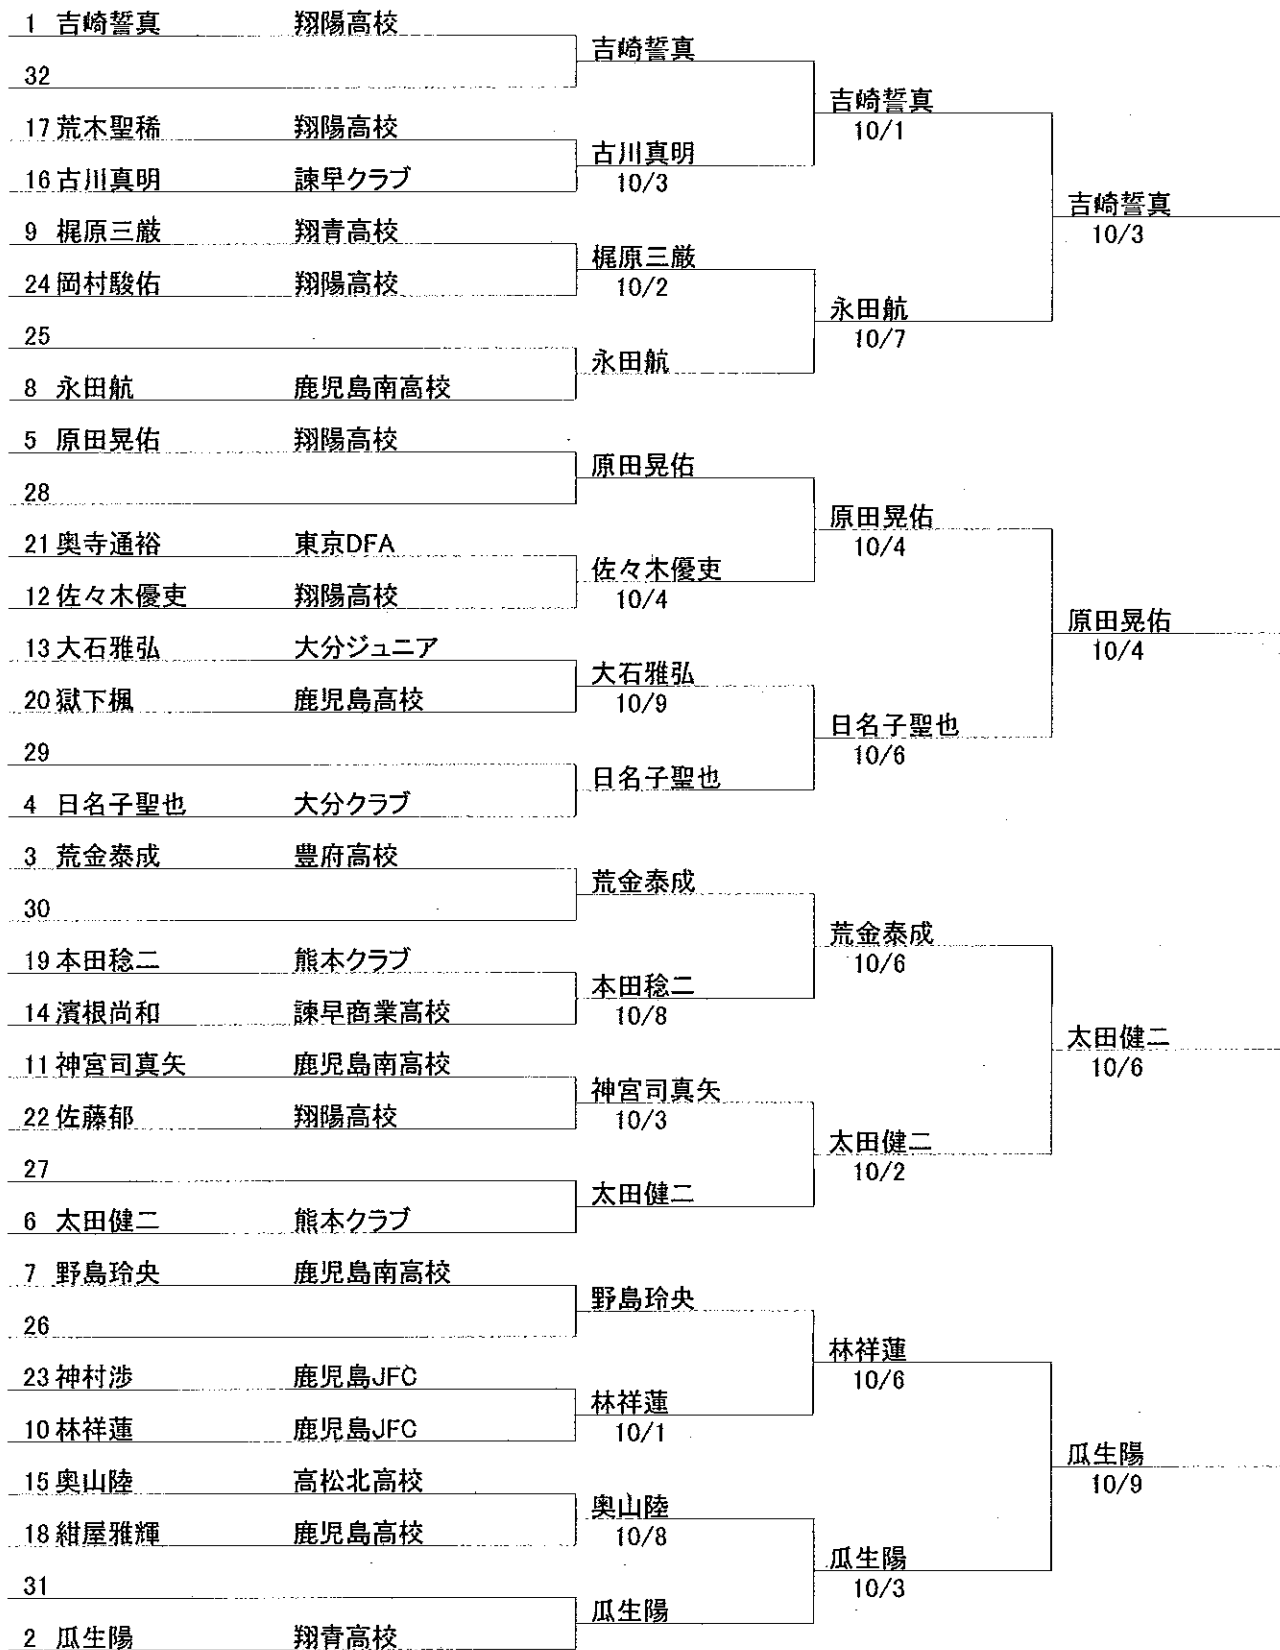 1 吉崎誓真 翔陽高校
吉崎誓真
32
吉崎誓真
10/1
17 荒木聖稀 翔陽高校
古川真明
10/3
16 古川真明 諫早クラブ
吉崎誓真
10/3
9 梶原三厳 翔青高校
梶原三厳
10/2
24 岡村駿佑 翔陽高校
永田航
10/7
25
永田航
8 永田航 鹿児島南高校
5 原田晃佑 翔陽高校
原田晃佑
28
原田晃佑
10/4
21 奥寺通裕 東京DFA
佐々木優吏
10/4
12 佐々木優吏 翔陽高校
原田晃佑
10/4
13 大石雅弘 大分ジュニア
大石雅弘
10/9
20 獄下楓 鹿児島高校
日名子聖也
10/6
29
日名子聖也
4 日名子聖也 大分クラブ
3 荒金泰成 豊府高校
荒金泰成
30
荒金泰成
10/6
19 本田稔二 熊本クラブ
本田稔二
10/8
14 濱根尚和 諫早商業高校
太田健二
10/6
11 神宮司真矢 鹿児島南高校
神宮司真矢
10/3
22 佐藤郁 翔陽高校
太田健二
10/2
27
太田健二
6 太田健二 熊本クラブ
7 野島玲央 鹿児島南高校
野島玲央
26
林祥蓮
10/6
23 神村渉 鹿児島JFC
林祥蓮
10/1
10 林祥蓮 鹿児島JFC
瓜生陽
10/9
15 奥山陸 高松北高校
奥山陸
10/8
18 紺屋雅輝 鹿児島高校
瓜生陽
10/3
31
瓜生陽
2 瓜生陽 翔青高校